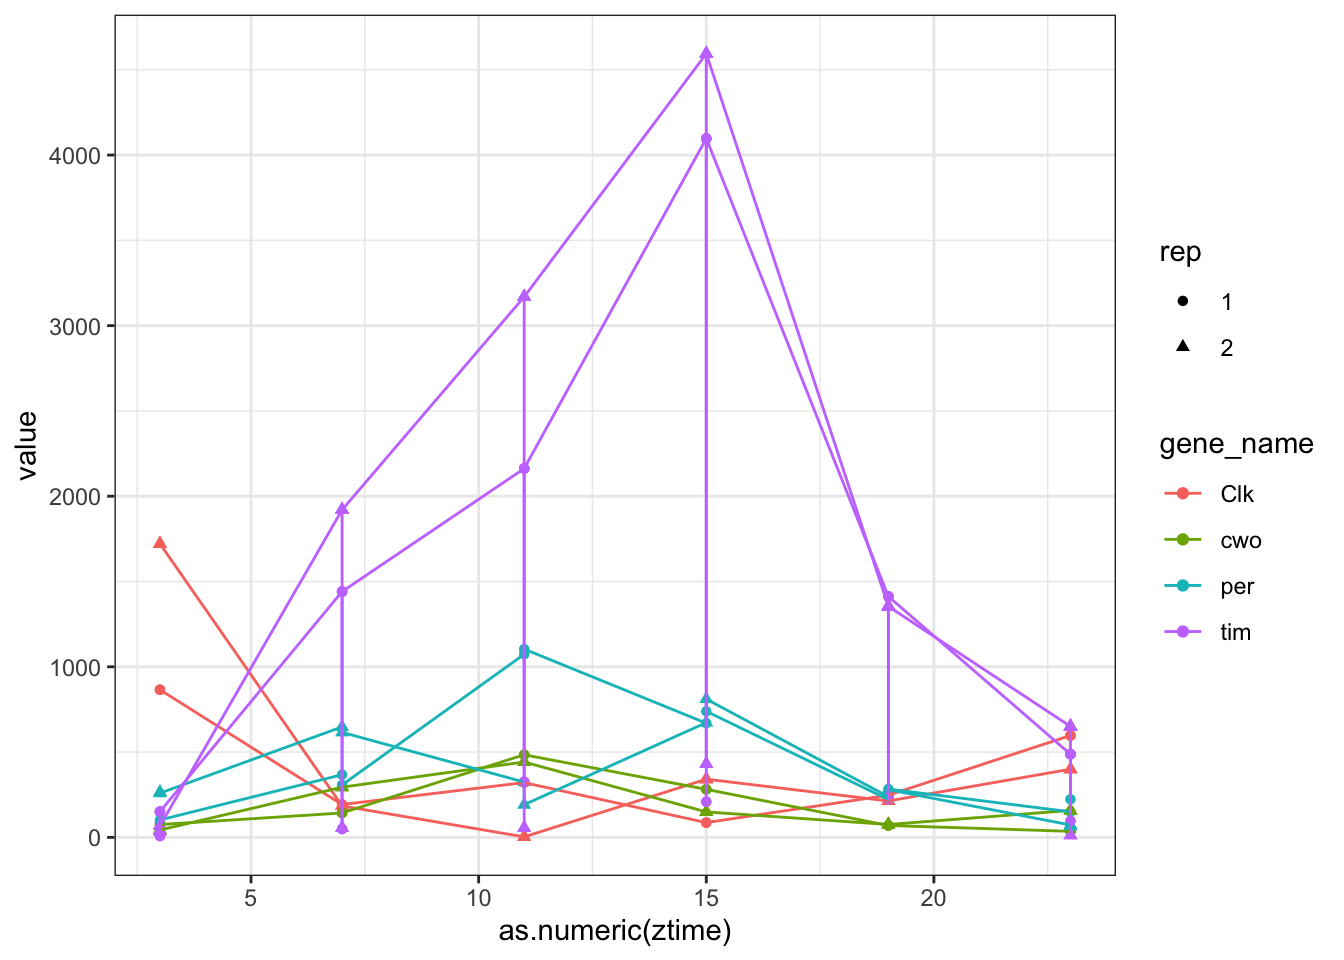 value
4000
3000
2000
1000
0
5
10
15
20
as.numeric(ztime)
rep
1
2
gene_name
Clk
cwo
per
tim